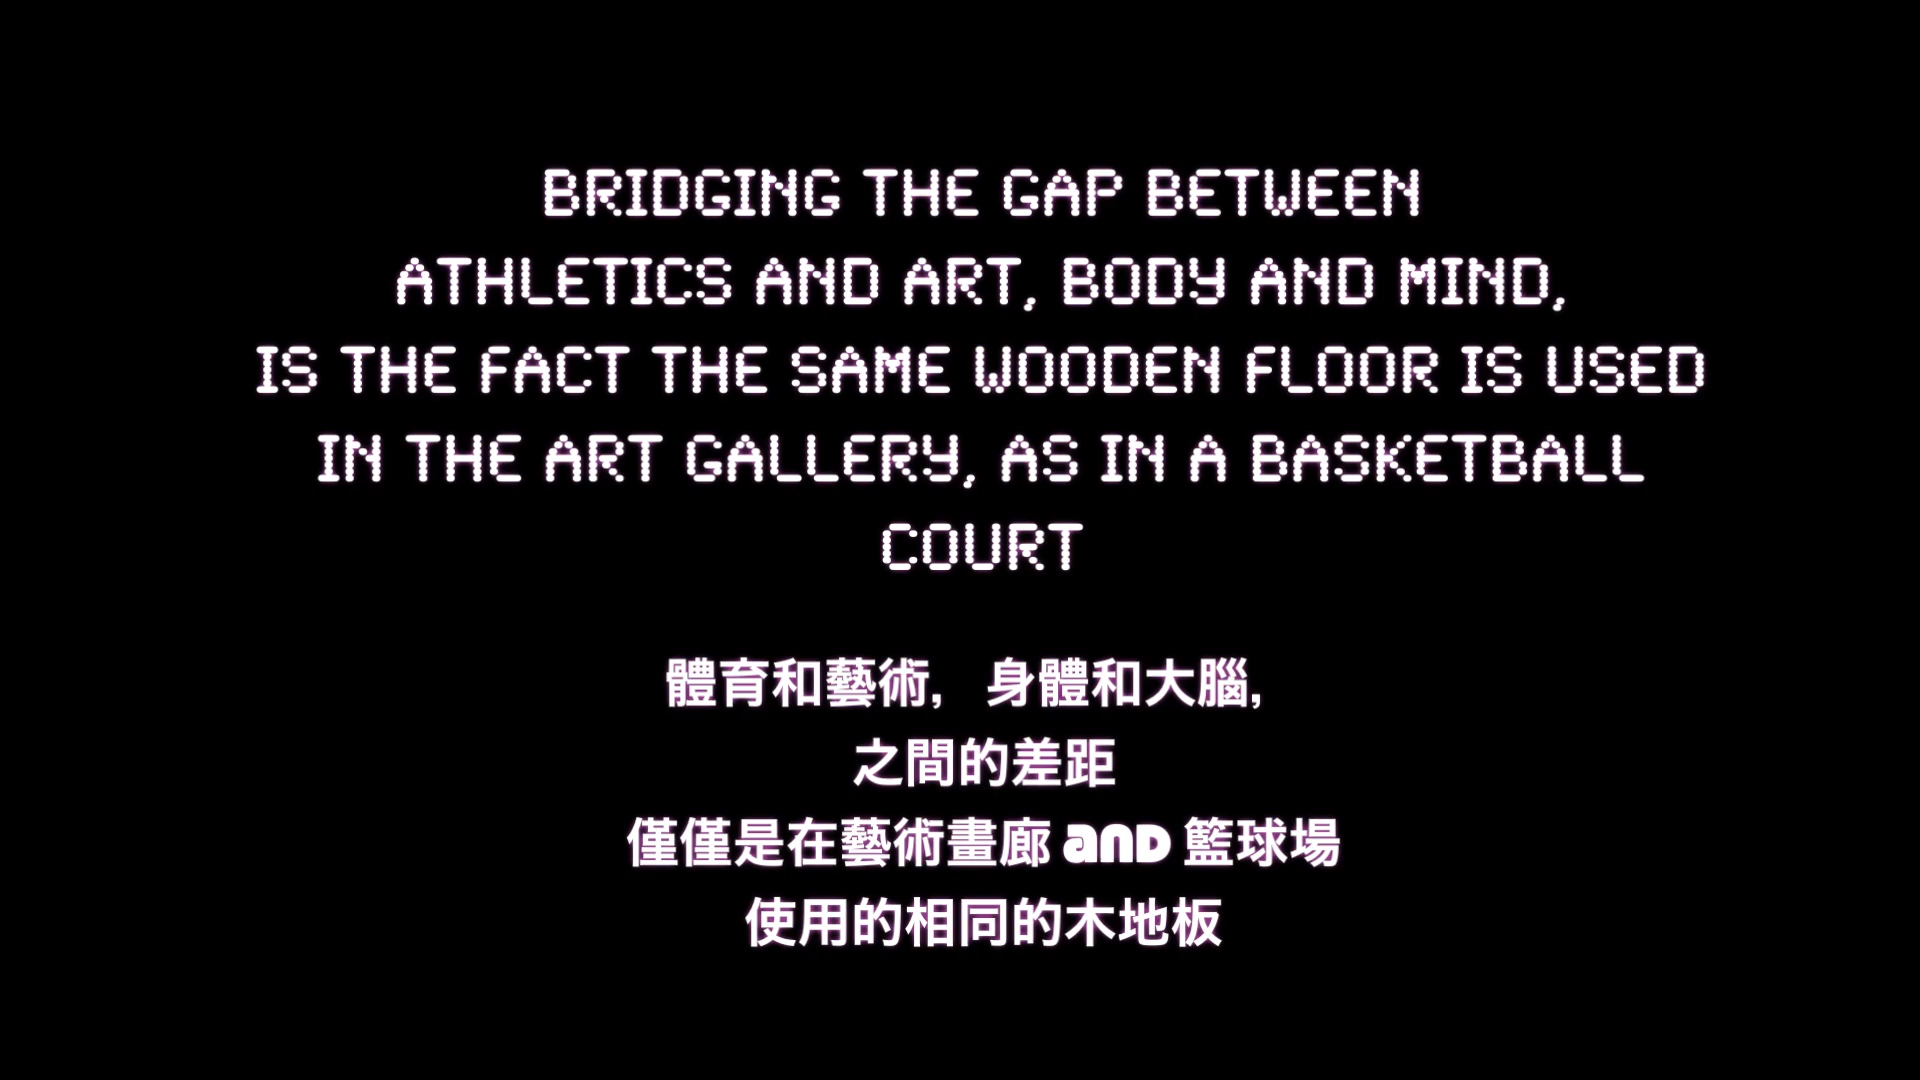 BRIDGING THE GAP BETWEEN
ATHLETICS AND ART, BODY AND MIND,
IS THE FACT THE SAME WOODEN FLOOR IS USED
IN THE ART GALLERY, AS IN A BASKETBALL
COURT
體育和藝術, 身體和大腦,
之間的差距
僅僅是在藝術畫廊 AND 籃球場
使用的相同的木地板